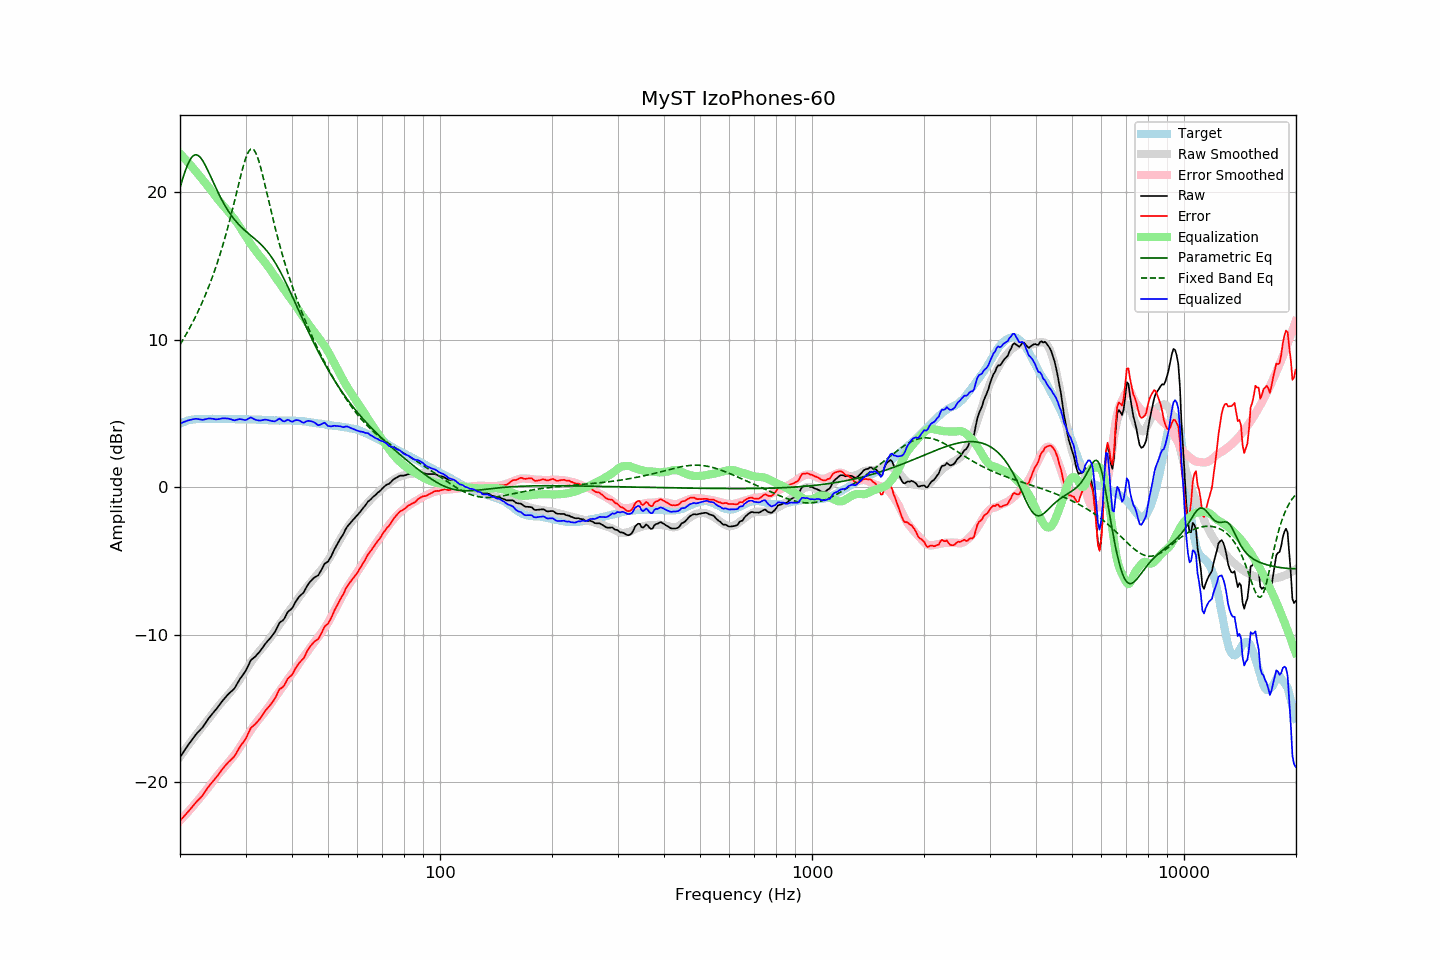 MyST IzoPhones-60
Amplitude (dBr)
20
10
0
−10
−20
100
1000
10000
Frequency (Hz)
Target
Raw Smoothed
Error Smoothed
Raw
Error
Equalization
Parametric Eq
Fixed Band Eq
Equalized